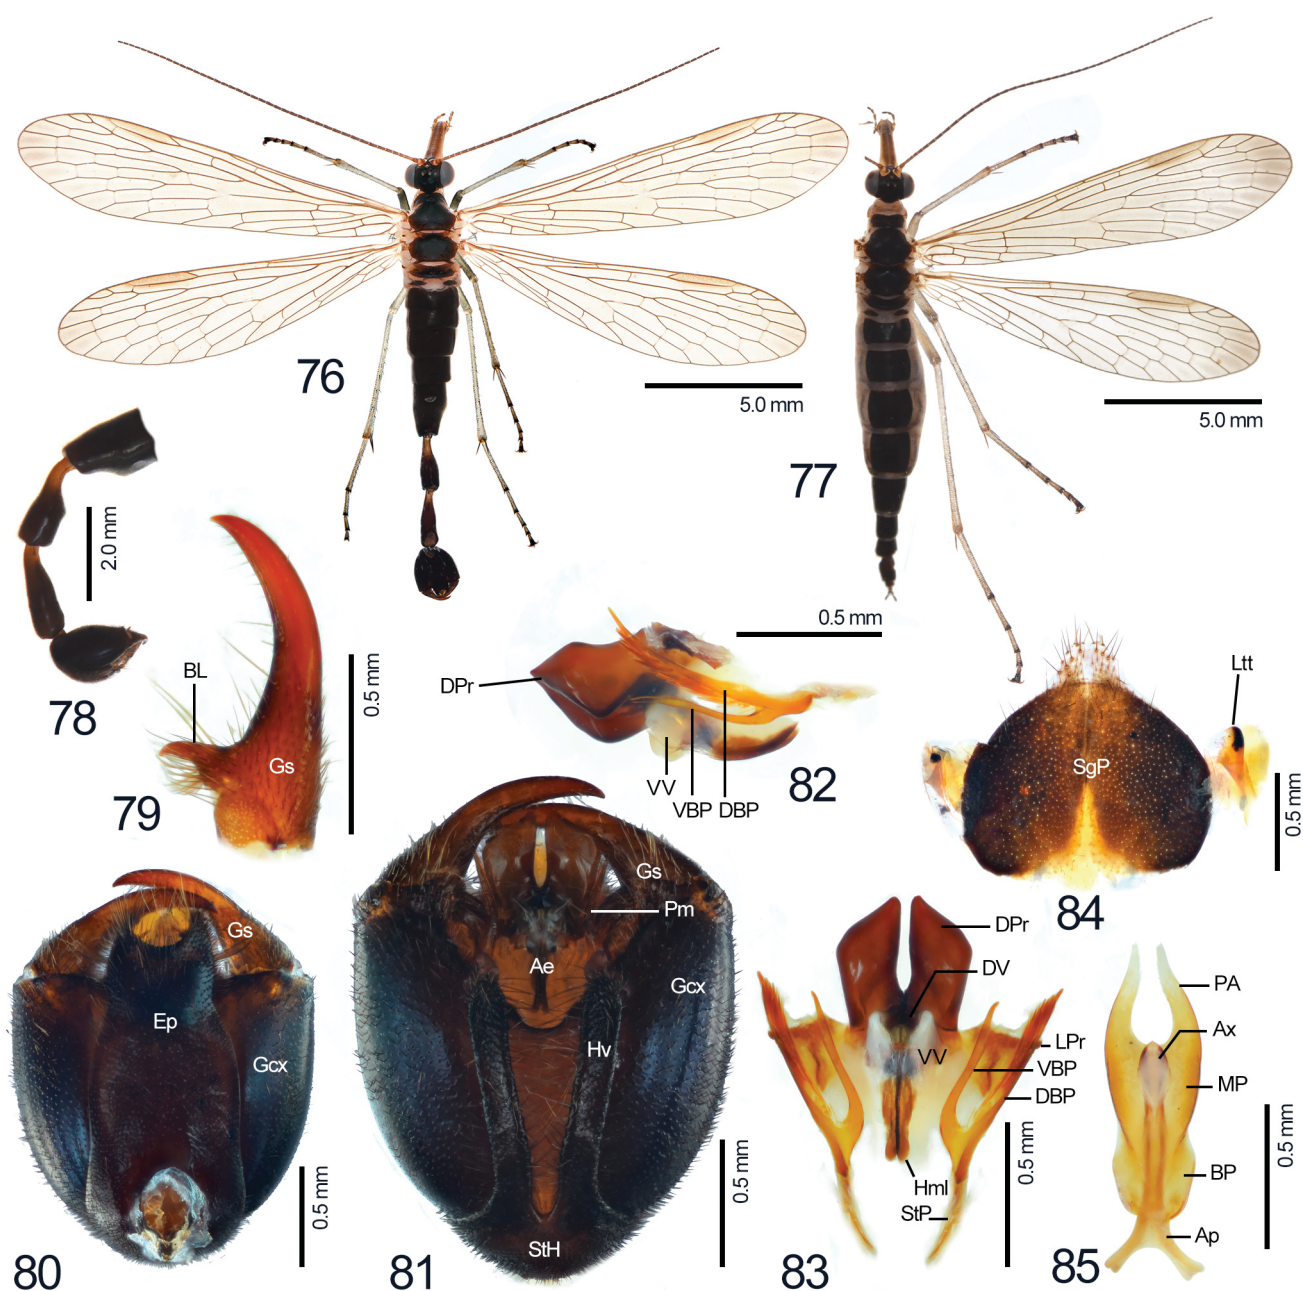 76
5.0 mm
77
5.0 mm
78
2.0 mm
79
BL
Gs
0.5 mm
82
0.5 mm
DPr
VV
VBP
DBP
84
Ltt
SgP
0.5 mm
80
Gs
Ep
Gcx
0.5 mm
81
Gs
Pm
Ae
Gcx
Hv
StH
0.5 mm
83
DPr
DV
LPr
VV
VBP
DBP
Hml
StP
0.5 mm
85
PA
Ax
MP
BP
Ap
0.5 mm